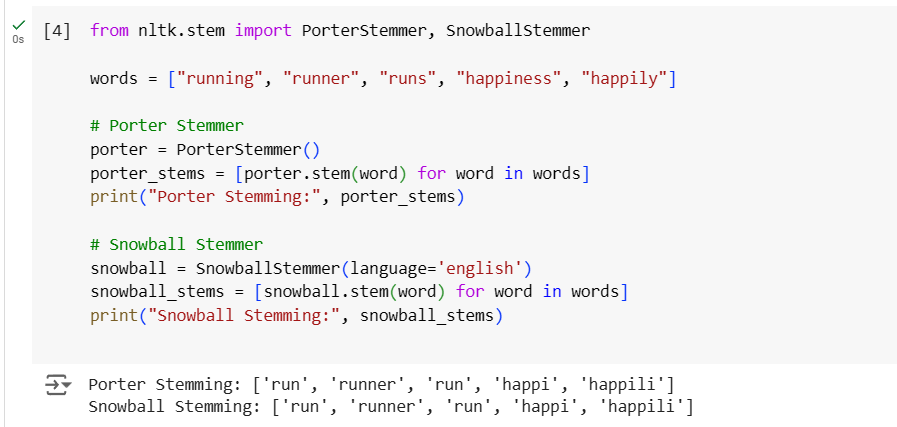 [4] from nltk.stem import PorterStemmer, SnowballStemmer
0s
words = ["running", "runner", "runs", "happiness", "happily"]
# Porter Stemmer
porter = PorterStemmer()
porter_stems = [porter.stem(word) for word in words]
print("Porter Stemming:", porter_stems)
# Snowball Stemmer
snowball = SnowballStemmer(language='english')
snowball_stems = [snowball.stem(word) for word in words]
print("Snowball Stemming:", snowball_stems)
Porter Stemming: ['run', 'runner', 'run', 'happi', 'happili']
Snowball Stemming: ['run', 'runner', 'run', 'happi', 'happili']